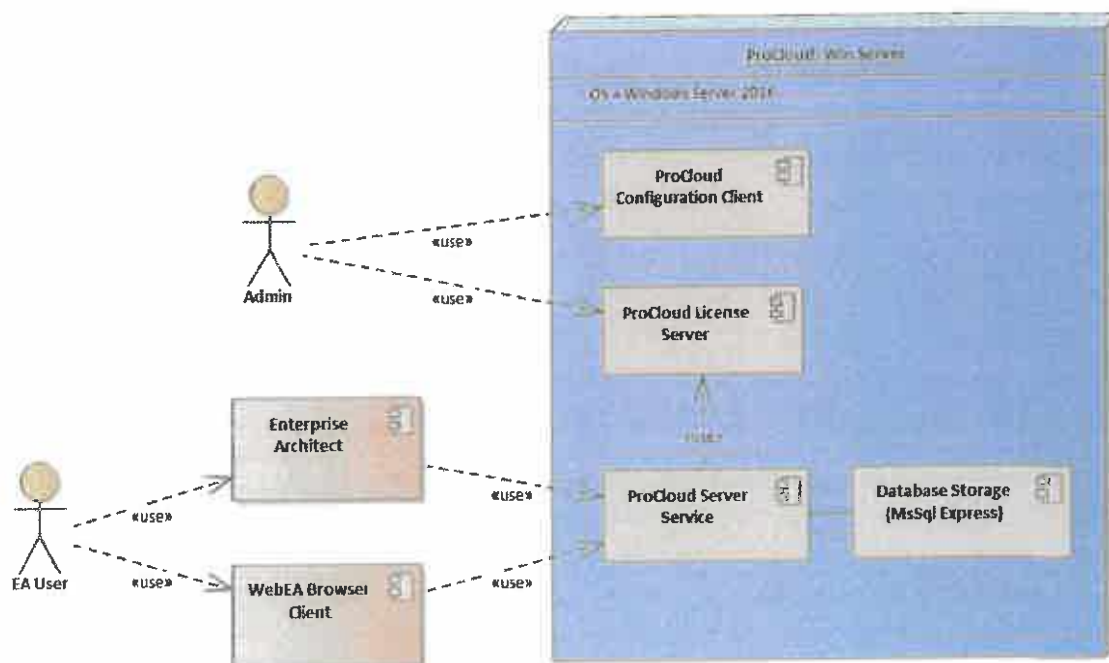 ProCloud: Win Server
OS = Windows Server 2016
ProCloud
Configuration Client
«use»
Admin
«use»
ProCloud License
Server
Enterprise
Architect
«use»
«use»
ProCloud Server
Service
Database Storage
(MsSql Express)
«use»
EA User
«use»
WebEA Browser
Client
«use»